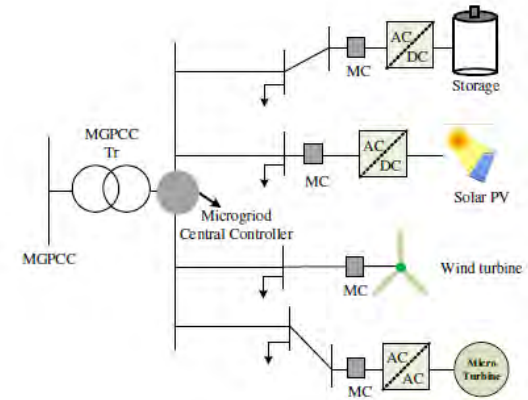 AC
DC
MC
Storage
MGPCC
Tr
AC
DC
MC
Solar PV
Microgriod
Central Controller
MGPCC
Wind turbine
MC
AC
AC
Micro
Turbine
MC